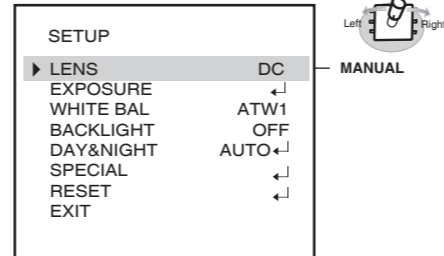 Left Right
SETUP
LENS DC MANUAL
EXPOSURE ↵
WHITE BAL ATW1
BACKLIGHT OFF
DAY&NIGHT AUTO↵
SPECIAL ↵
RESET ↵
EXIT